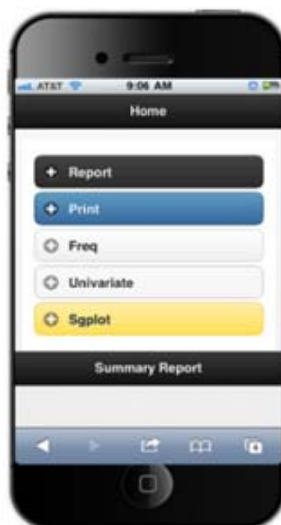 AT&T 9:06 AM
Home
Report
Print
Freq
Univariate
Sgplot
Summary Report